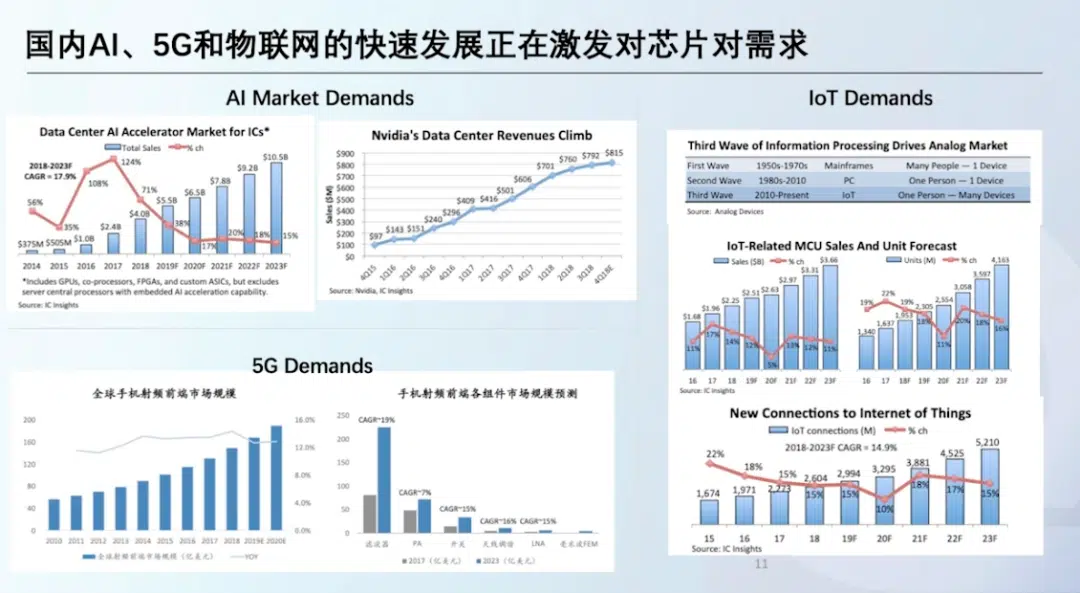 国内AI、5G和物联网的快速发展正在激发对芯片对需求
AI Market Demands
Data Center AI Accelerator Market for ICs*
Total Sales % ch
2018-2023F
CAGR = 17.9%
56% 35% 108% 124% 71% 38% 17% 20% 18% 15%
$375M $505M $1.0B $2.4B $4.0B $5.5B $6.5B $7.8B $9.2B $10.5B
2014 2015 2016 2017 2018 2019F 2020F 2021F 2022F 2023F
*Includes GPUs, co-processors, FPGAs, and custom ASICs, but excludes
server central processors with embedded AI acceleration capability.
Source: IC Insights
Nvidia's Data Center Revenues Climb
Sales ($M)
$900
$800
$700
$600
$500
$400
$300
$200
$100
$0
$97 $143 $151 $240 $296 $409 $416 $501 $606 $701 $760 $792 $815
4Q15 1Q16 2Q16 3Q16 4Q16 1Q17 2Q17 3Q17 4Q17 1Q18 2Q18 3Q18 4Q18E
Source: Nvidia, IC Insights
5G Demands
全球手机射频前端市场规模
200
160
120
80
40
0
16.0%
12.0%
8.0%
4.0%
0.0%
2010 2011 2012 2013 2014 2015 2016 2017 2018 2019E 2020E
全球射频前端市场规模（亿美元） YOY
手机射频前端各组件市场规模预测
250
200
150
100
50
0
CAGR~19%
CAGR~7%
CAGR~15%
CAGR~16%
CAGR~15%
滤波器 PA 开关 天线调谐 LNA 毫米波FEM
2017（亿美元） 2023（亿美元）
IoT Demands
Third Wave of Information Processing Drives Analog Market
First Wave 1950s-1970s Mainframes Many People — 1 Device
Second Wave 1980s-2010 PC One Person — 1 Device
Third Wave 2010-Present IoT One Person — Many Devices
Source: Analog Devices
IoT-Related MCU Sales And Unit Forecast
Sales ($B) % ch
$1.68 $1.96 $2.25 $2.51 $2.63 $2.97 $3.31 $3.66
11% 17% 14% 12% 5% 13% 12% 11%
16 17 18 19F 20F 21F 22F 23F
Units (M) % ch
1,340 1,637 1,953 2,305 2,554 3,058 3,597 4,163
19% 22% 19% 18% 11% 20% 18% 16%
16 17 18F 19F 20F 21F 22F 23F
Source: IC Insights
New Connections to Internet of Things
IoT connections (M) % ch
2018-2023F CAGR = 14.9%
22% 18% 15% 15% 15% 10% 18% 17% 15%
1,674 1,971 2,273 2,604 2,994 3,295 3,881 4,525 5,210
15 16 17 18 19F 20F 21F 22F 23F
Source: IC Insights
11